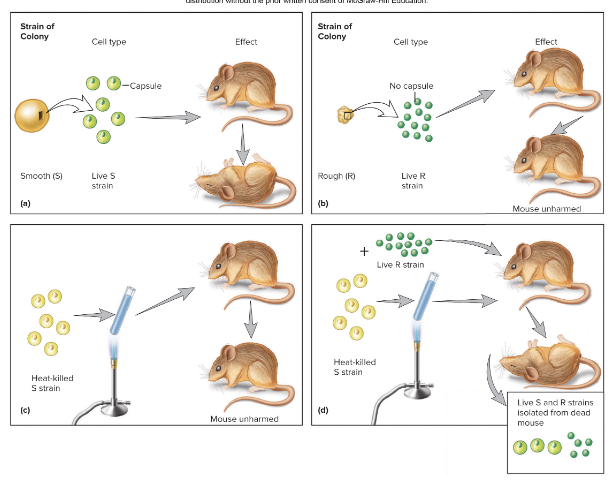 distribution without the prior written consent of McGraw-Hill Education.
Strain of
Colony
Cell type
Effect
Capsule
Smooth (S)
Live S
strain
(a)
Strain of
Colony
Cell type
Effect
No capsule
Rough (R)
Live R
strain
(b)
Mouse unharmed
Heat-killed
S strain
(c)
Mouse unharmed
+
Live R strain
Heat-killed
S strain
(d)
Live S and R strains
isolated from dead
mouse